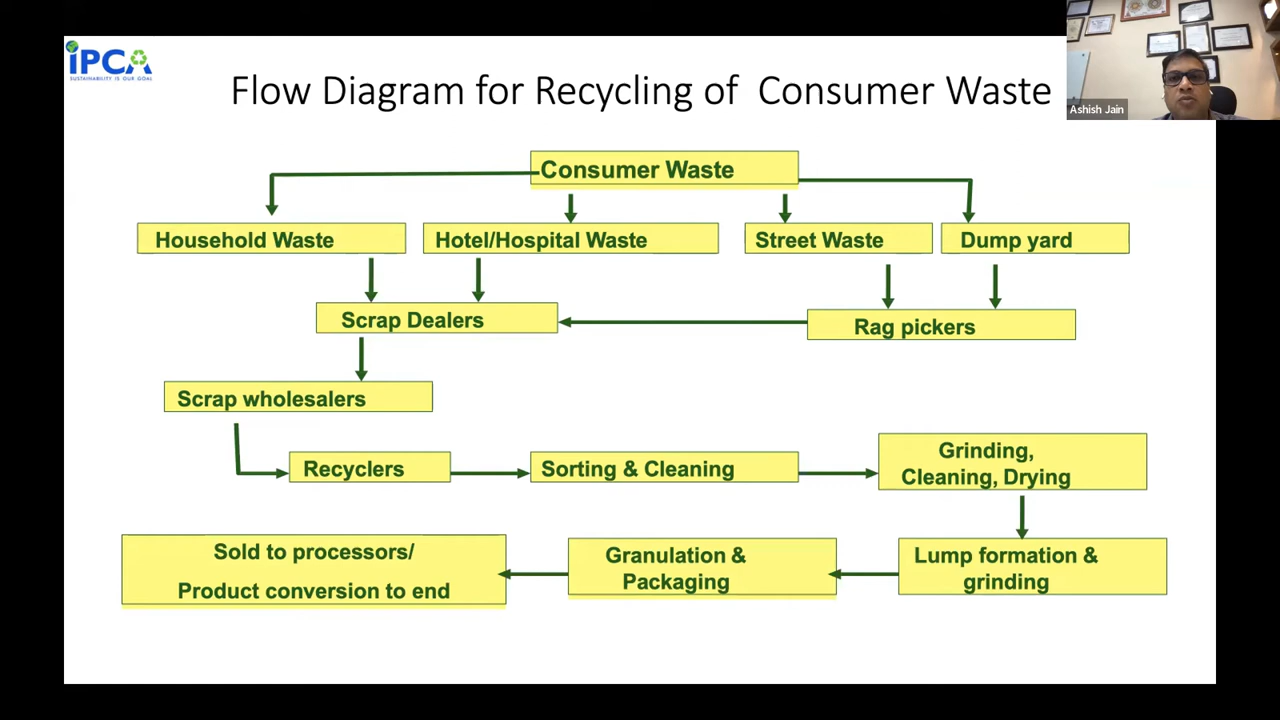 iPCA
SUSTAINABILITY IS OUR GOAL
Flow Diagram for Recycling of Consumer Waste
Ashish Jain
Consumer Waste
Household Waste
Hotel/Hospital Waste
Street Waste
Dump yard
Scrap Dealers
Rag pickers
Scrap wholesalers
Recyclers
Sorting & Cleaning
Grinding,
Cleaning, Drying
Sold to processors/
Product conversion to end
Granulation &
Packaging
Lump formation &
grinding